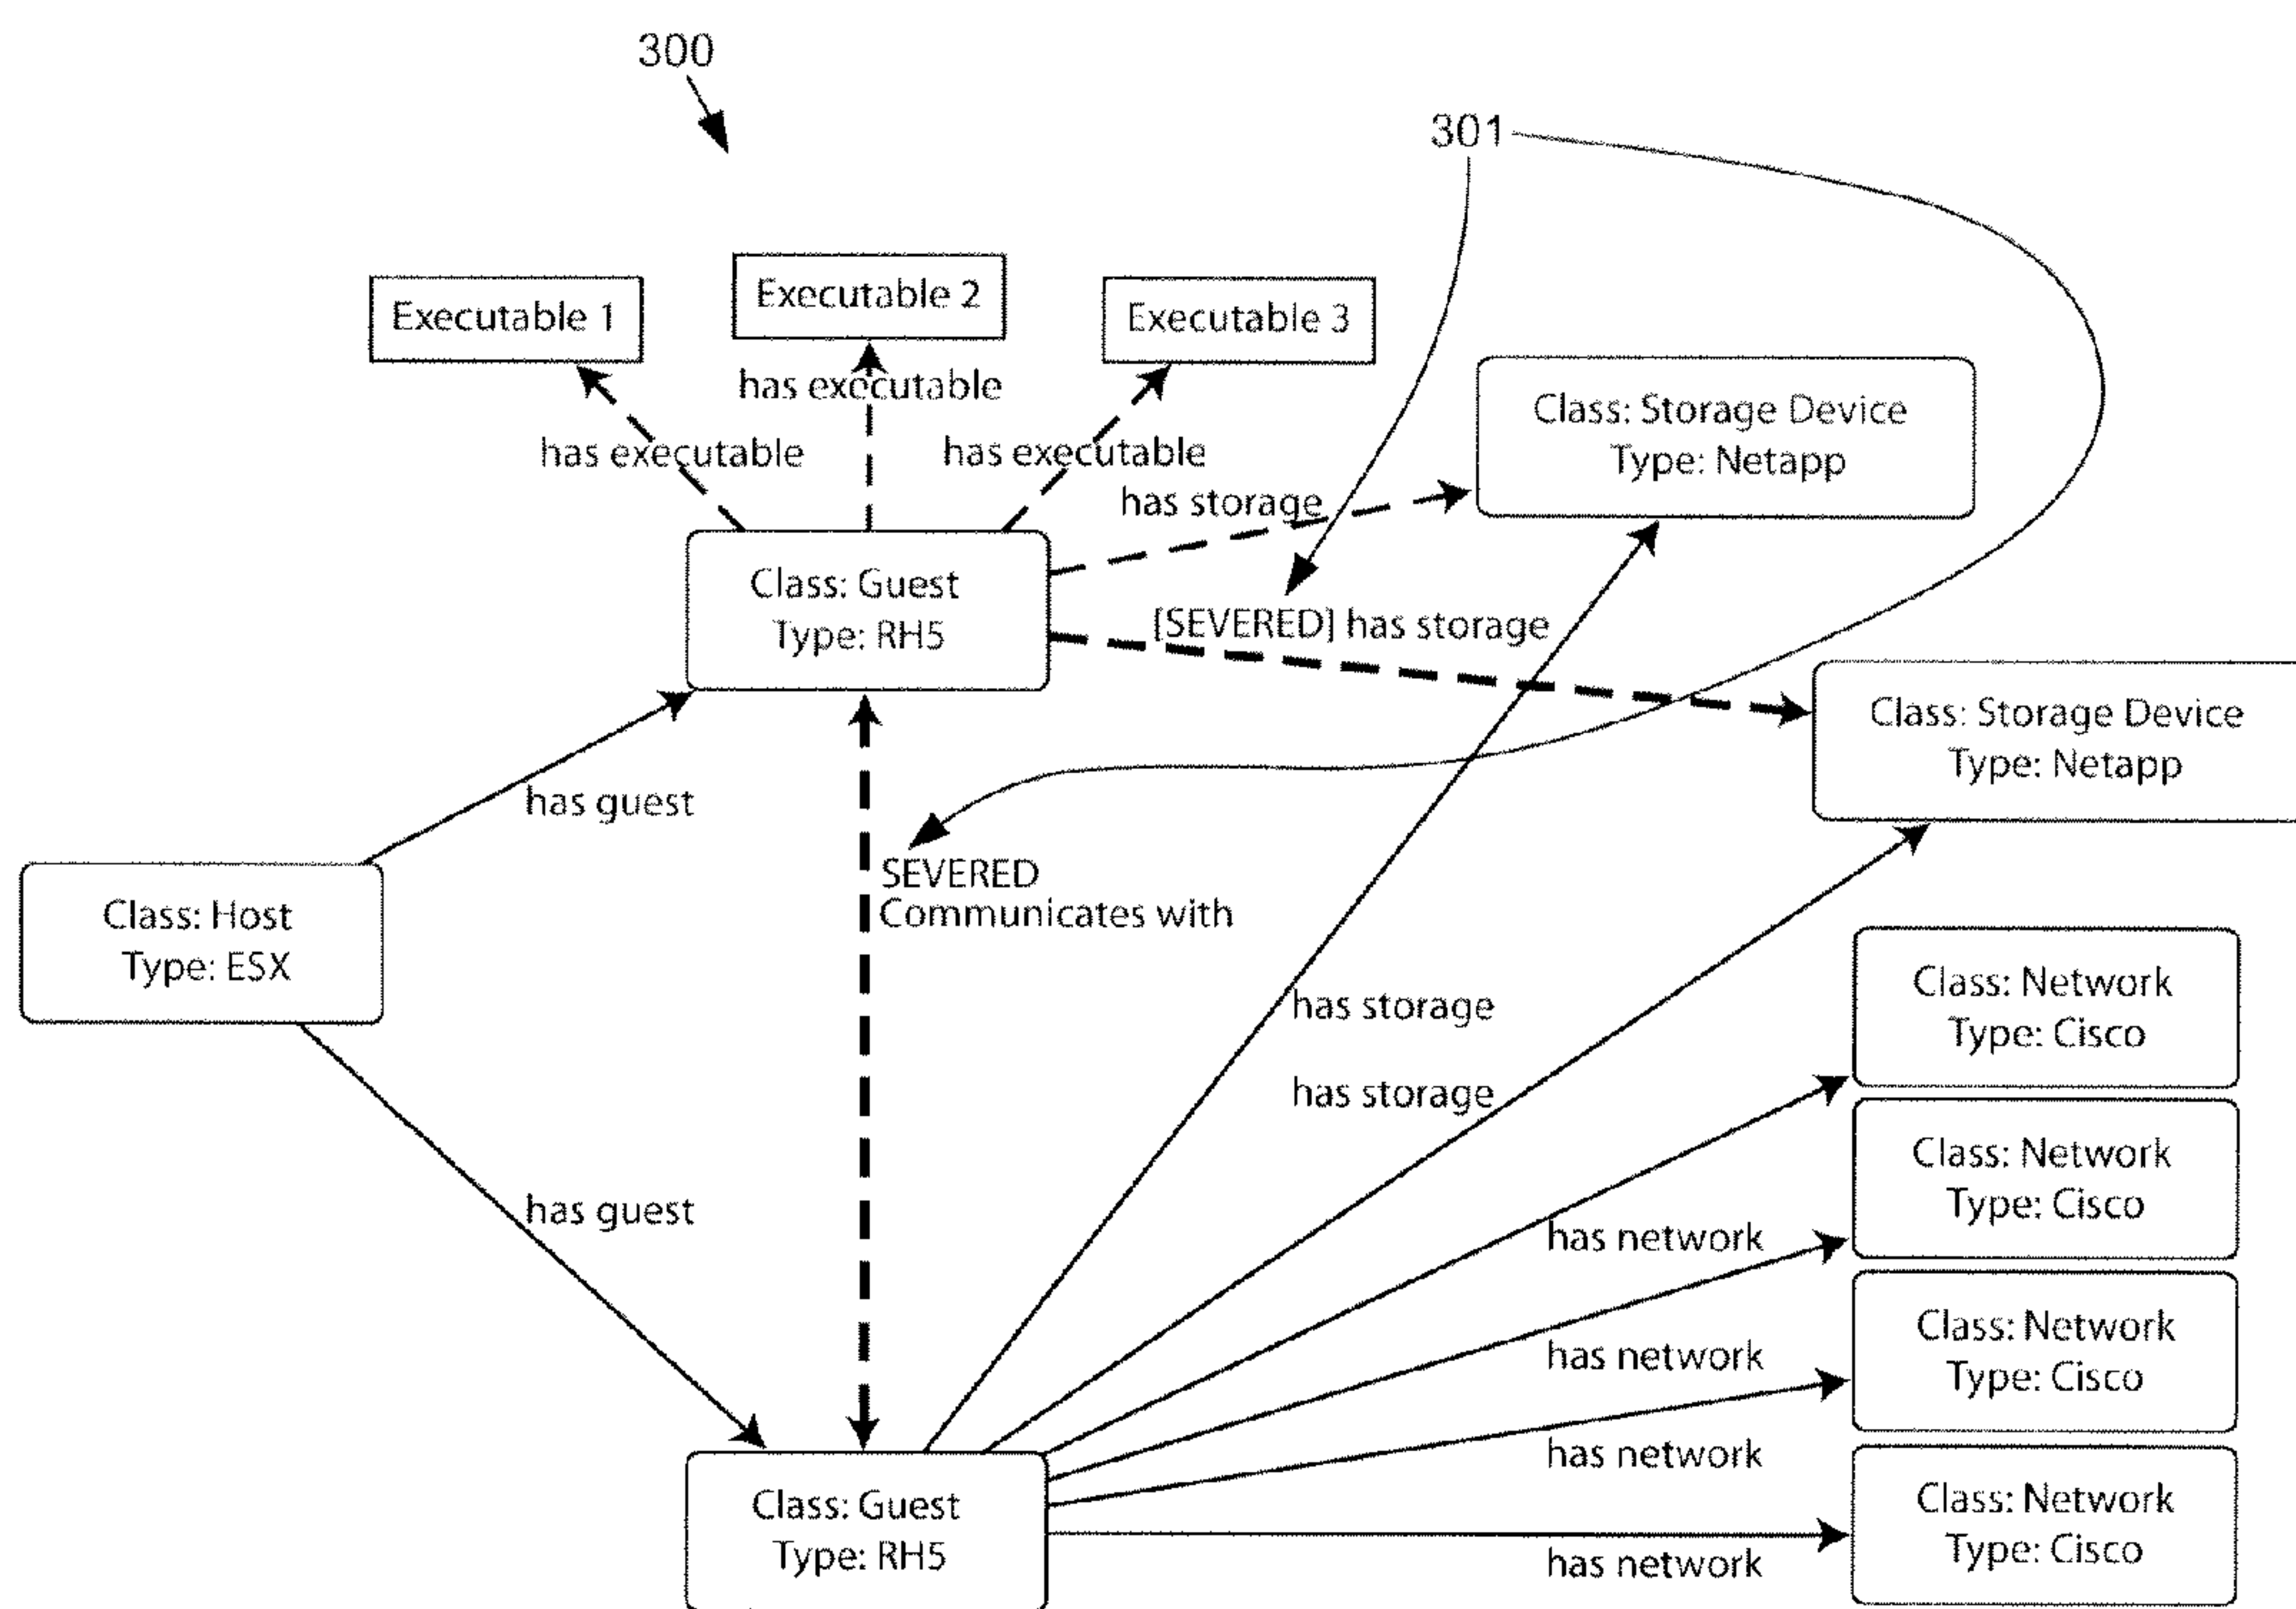 300
301
Executable 1
Executable 2
Executable 3
has executable
has executable
has executable
Class: Storage Device
Type: Netapp
has storage
Class: Guest
Type: RH5
[SEVERED] has storage
Class: Storage Device
Type: Netapp
has guest
SEVERED
Communicates with
Class: Host
Type: ESX
has storage
has storage
Class: Network
Type: Cisco
Class: Network
Type: Cisco
has guest
has network
has network
Class: Network
Type: Cisco
has network
Class: Guest
Type: RH5
has network
Class: Network
Type: Cisco